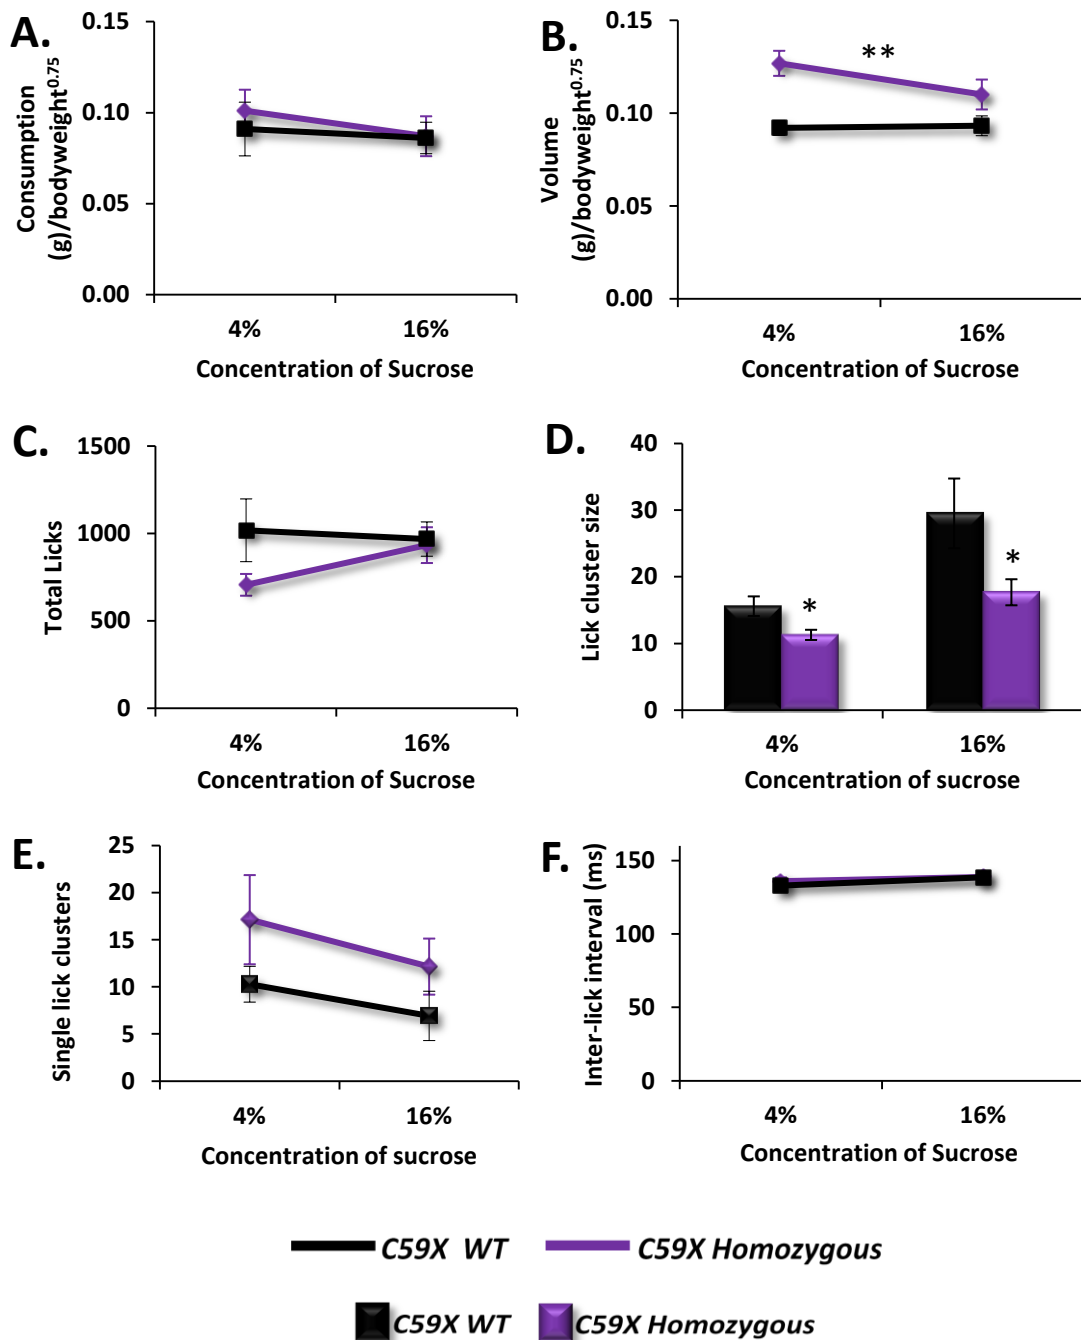 A.
Consumption
(g)/bodyweight^0.75
0.15
0.10
0.05
0.00
4%
16%
Concentration of Sucrose
B.
Volume
(g)/bodyweight^0.75
0.15
0.10
0.05
0.00
**
4%
16%
Concentration of Sucrose
C.
Total Licks
1500
1000
500
0
4%
16%
Concentration of Sucrose
D.
Lick cluster size
40
30
20
10
0
*
*
4%
16%
Concentration of sucrose
E.
Single lick clusters
25
20
15
10
5
0
4%
16%
Concentration of sucrose
F.
Inter-lick interval (ms)
150
100
50
0
4%
16%
Concentration of Sucrose
C59X WT
C59X Homozygous
C59X WT
C59X Homozygous